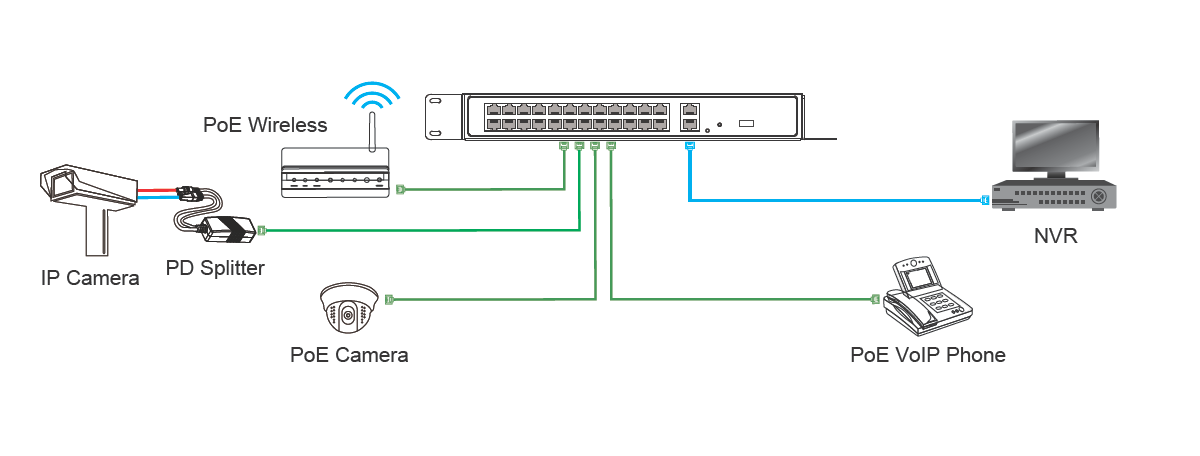 PoE Wireless
IP Camera
PD Splitter
NVR
PoE Camera
PoE VoIP Phone